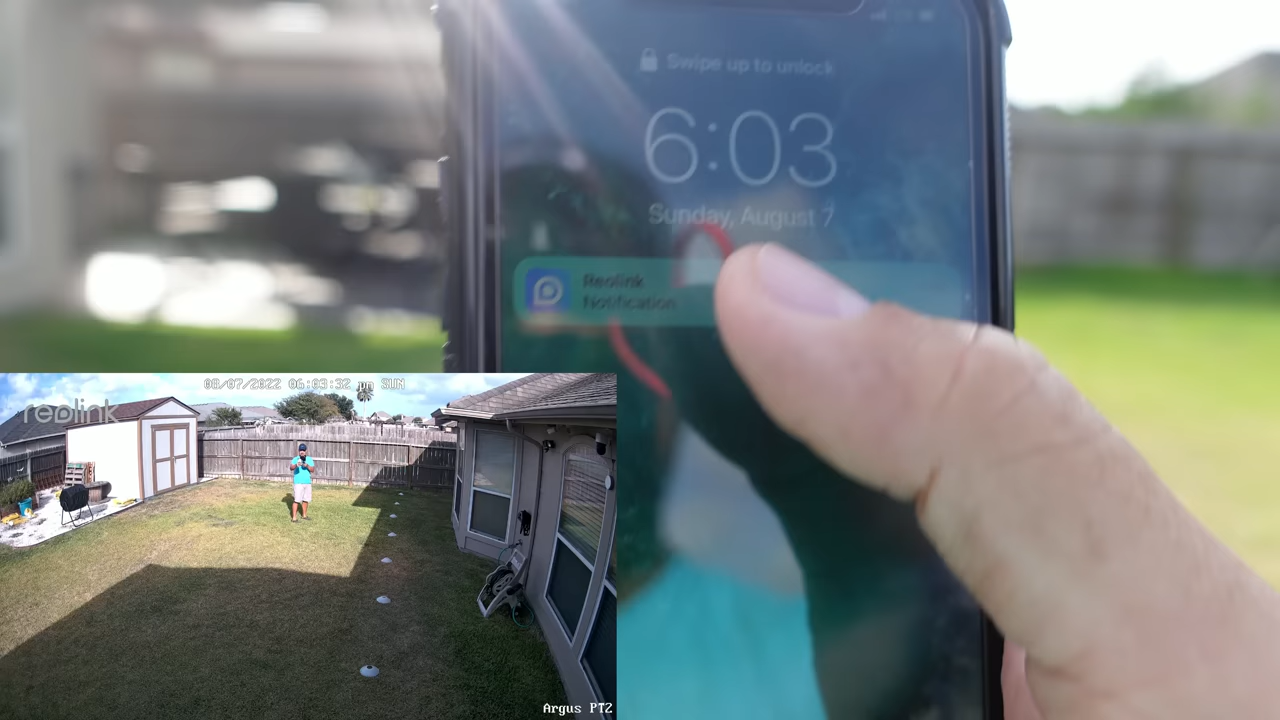 Swipe up to unlock
6:03
Sunday, August 7
Reolink
Notification
08/07/2022 06:03:32 pm SUN
reolink
Argus PT2